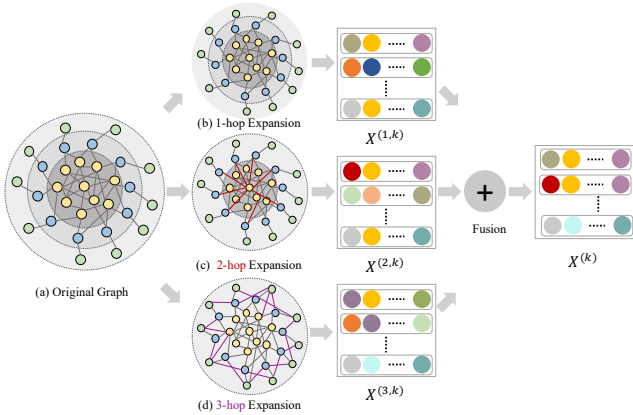 (b) 1-hop Expansion
X^{(1,k)}
(a) Original Graph
(c) 2-hop Expansion
X^{(2,k)}
+
Fusion
X^{(k)}
(d) 3-hop Expansion
X^{(3,k)}